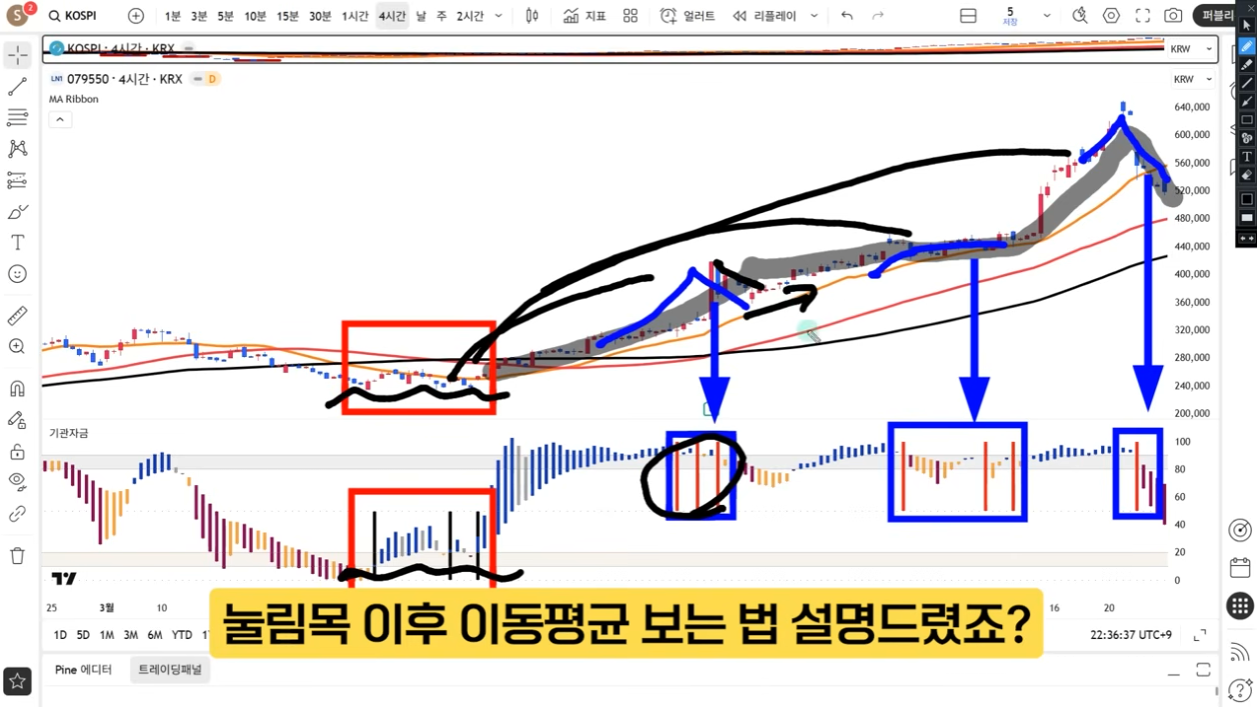 S 2 KOSPI 1분 3분 5분 10분 15분 30분 1시간 4시간 날 주 2시간 지표 얼러트 리플레이 5 저장 퍼블리
KOSPI · 4시간 · KRX KRW
LN1 079550 · 4시간 · KRX D KRW
MA Ribbon
640,000
600,000
560,000
520,000
480,000
440,000
400,000
360,000
320,000
280,000
240,000
200,000
기관자금
100
80
60
40
20
0
25 3월 10 16 20
눌림목 이후 이동평균 보는 법 설명드렸죠?
1D 5D 1M 3M 6M YTD 22:36:37 UTC+9
Pine 에디터 트레이딩패널